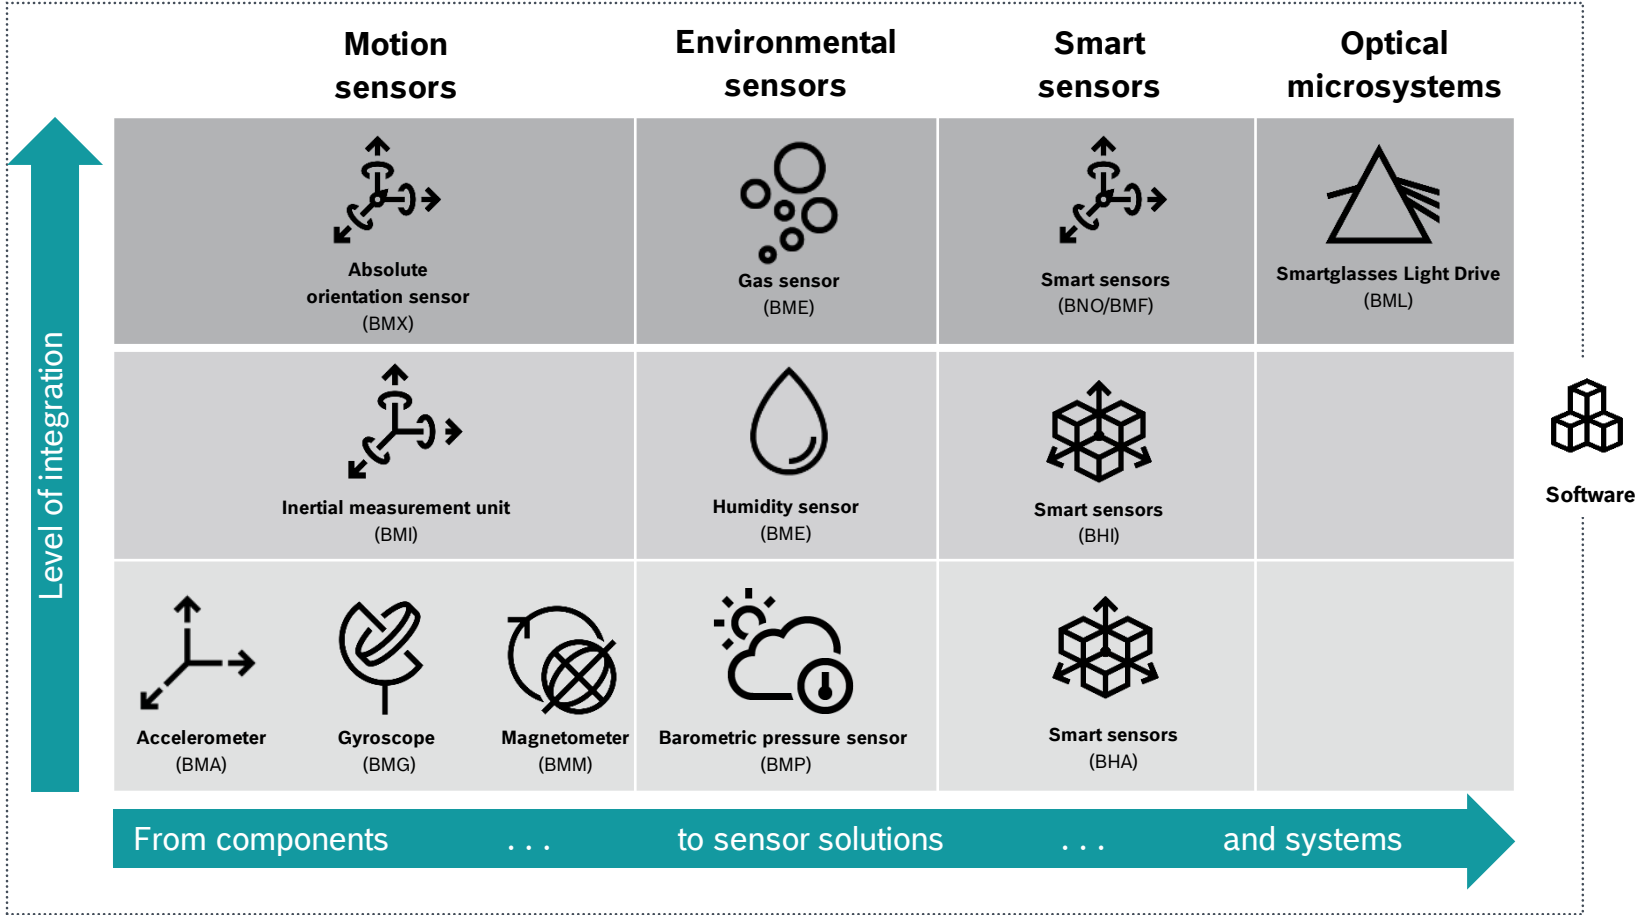 Motion
sensors
Environmental
sensors
Smart
sensors
Optical
microsystems
Level of integration
Absolute
orientation sensor
(BMX)
Gas sensor
(BME)
Smart sensors
(BNO/BMF)
Smartglasses Light Drive
(BML)
Inertial measurement unit
(BMI)
Humidity sensor
(BME)
Smart sensors
(BHI)
Software
Accelerometer
(BMA)
Gyroscope
(BMG)
Magnetometer
(BMM)
Barometric pressure sensor
(BMP)
Smart sensors
(BHA)
From components ... to sensor solutions ... and systems